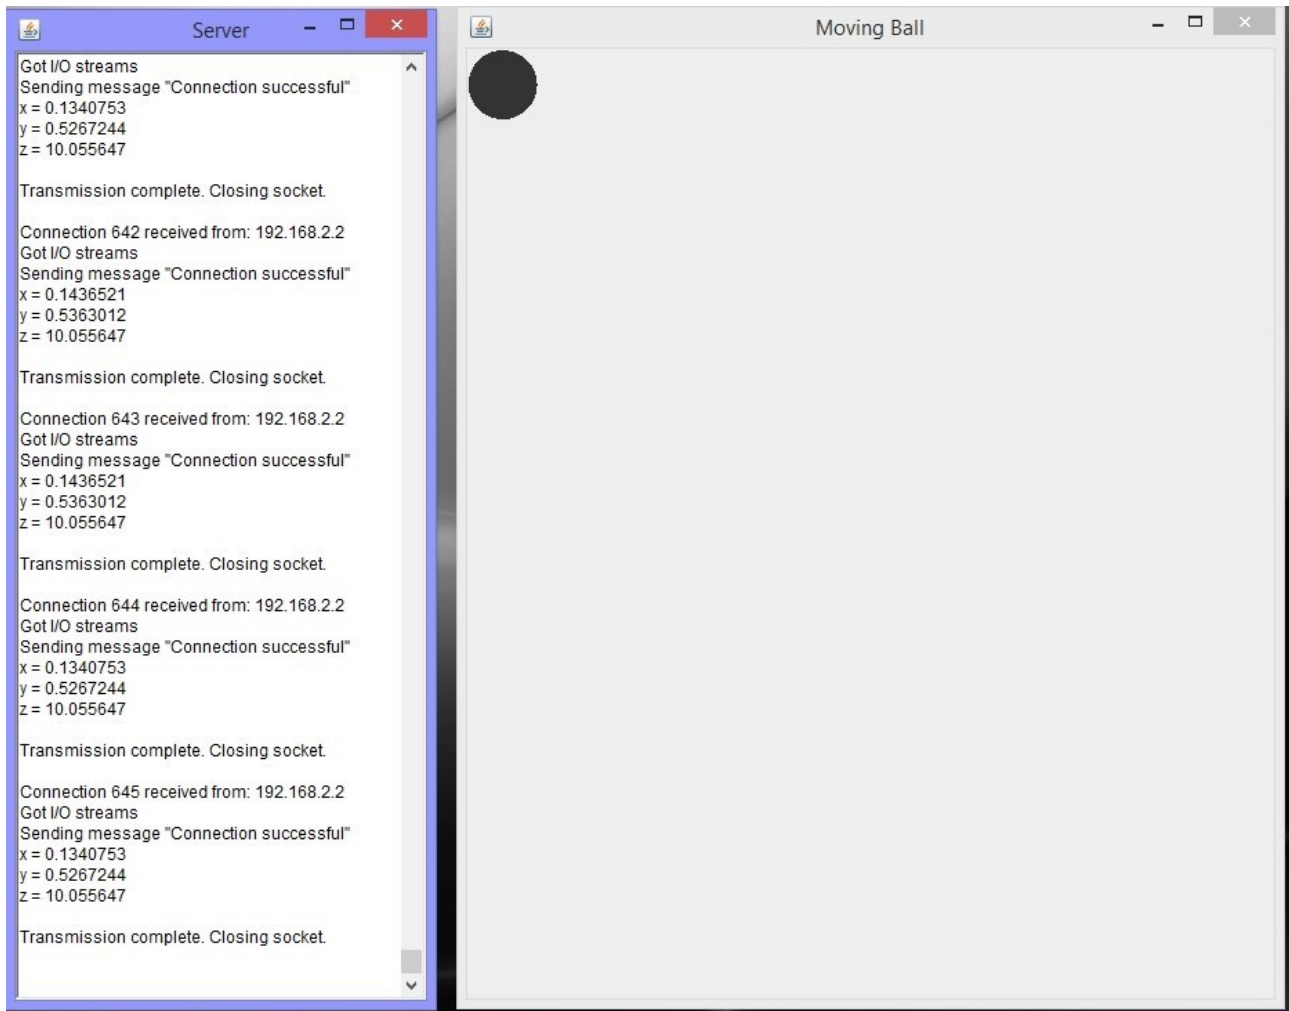 Server
Got I/O streams
Sending message "Connection successful"
x = 0.1340753
y = 0.5267244
z = 10.055647
Transmission complete. Closing socket.
Connection 642 received from: 192.168.2.2
Got I/O streams
Sending message "Connection successful"
x = 0.1436521
y = 0.5363012
z = 10.055647
Transmission complete. Closing socket.
Connection 643 received from: 192.168.2.2
Got I/O streams
Sending message "Connection successful"
x = 0.1436521
y = 0.5363012
z = 10.055647
Transmission complete. Closing socket.
Connection 644 received from: 192.168.2.2
Got I/O streams
Sending message "Connection successful"
x = 0.1340753
y = 0.5267244
z = 10.055647
Transmission complete. Closing socket.
Connection 645 received from: 192.168.2.2
Got I/O streams
Sending message "Connection successful"
x = 0.1340753
y = 0.5267244
z = 10.055647
Transmission complete. Closing socket.
Moving Ball